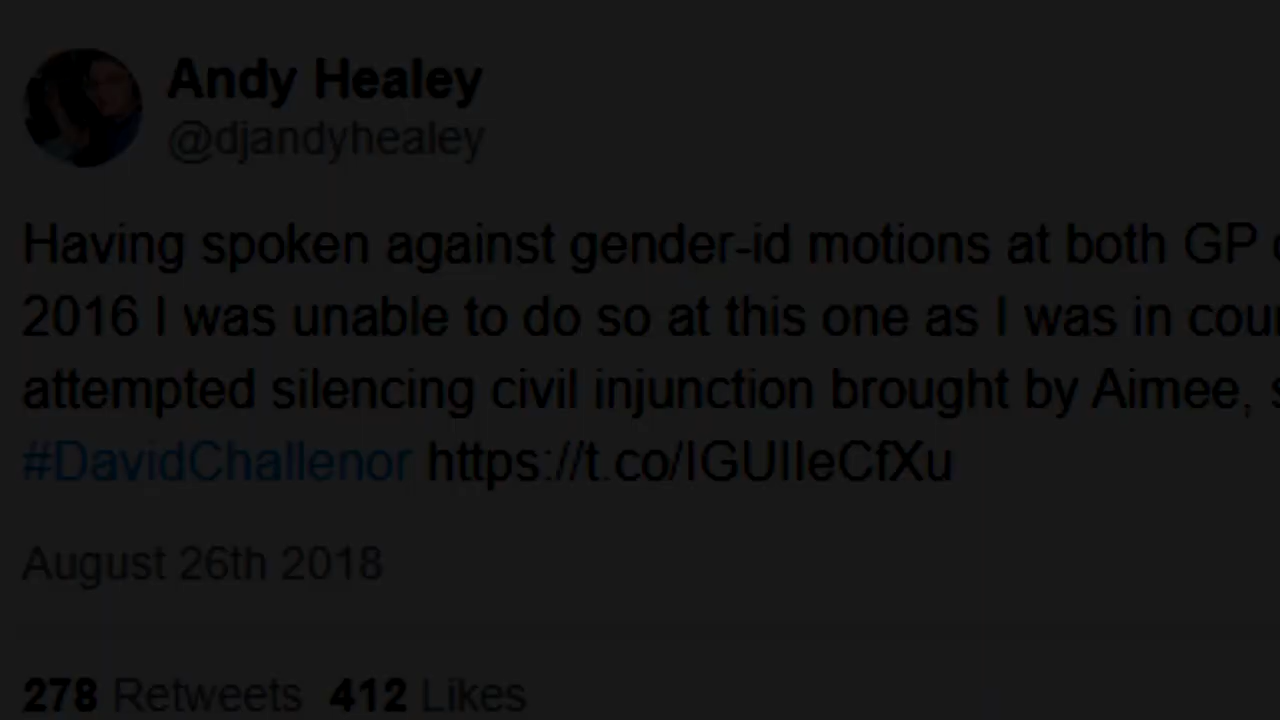 Andy Healey
@djandyhealey
Having spoken against gender-id motions at both GP
2016 I was unable to do so at this one as I was in
attempted silencing civil injunction brought by Aimee,
#DavidChallenor https://t.co/IGUIIeCfXu
August 26th 2018
278 Retweets 412 Likes